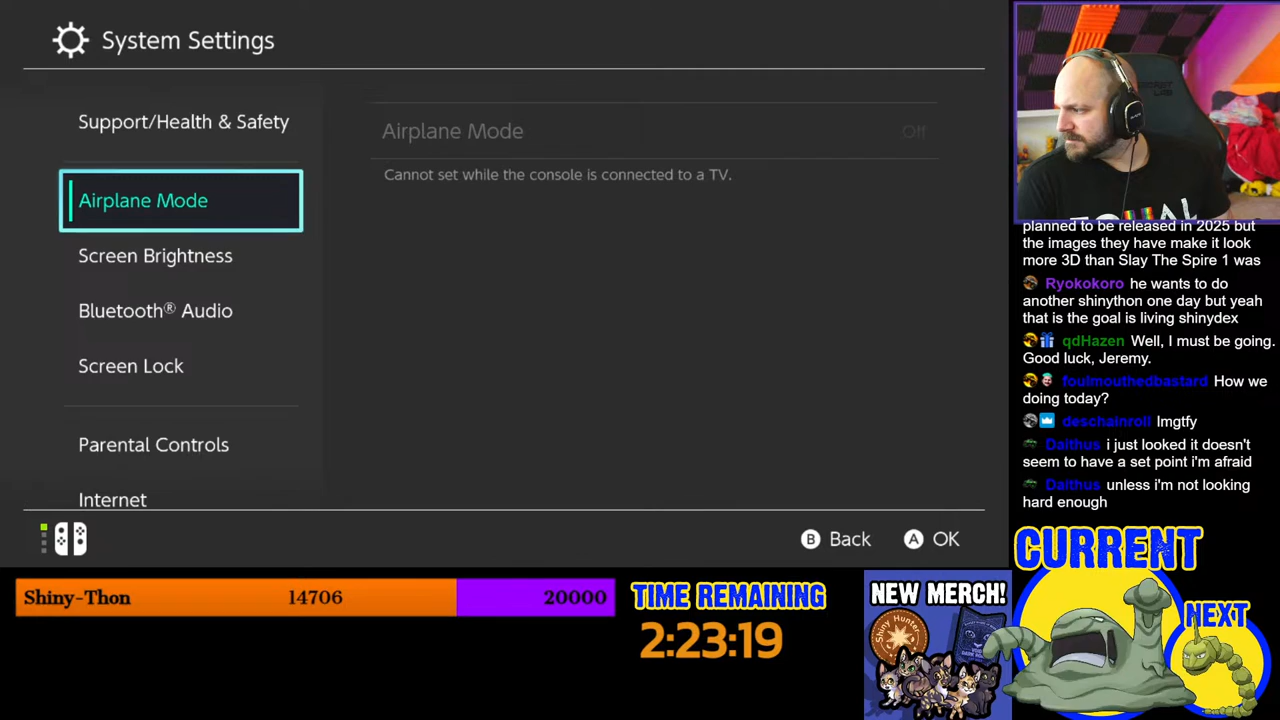 System Settings
Support/Health & Safety
Airplane Mode
Screen Brightness
Bluetooth® Audio
Screen Lock
Parental Controls
Internet
Airplane Mode Off
Cannot set while the console is connected to a TV.
B Back A OK
EQUAL
planned to be released in 2025 but
the images they have make it look
more 3D than Slay The Spire 1 was
Ryokokoro he wants to do
another shinython one day but yeah
that is the goal is living shinydex
qdHazen Well, I must be going.
Good luck, Jeremy.
foulmouthedbastard How we
doing today?
deschainroll lmgtfy
Daithus i just looked it doesn't
seem to have a set point i'm afraid
Daithus unless i'm not looking
hard enough
Shiny-Thon 14706 20000
TIME REMAINING
2:23:19
NEW MERCH!
Shiny Hunter
CURRENT
NEXT